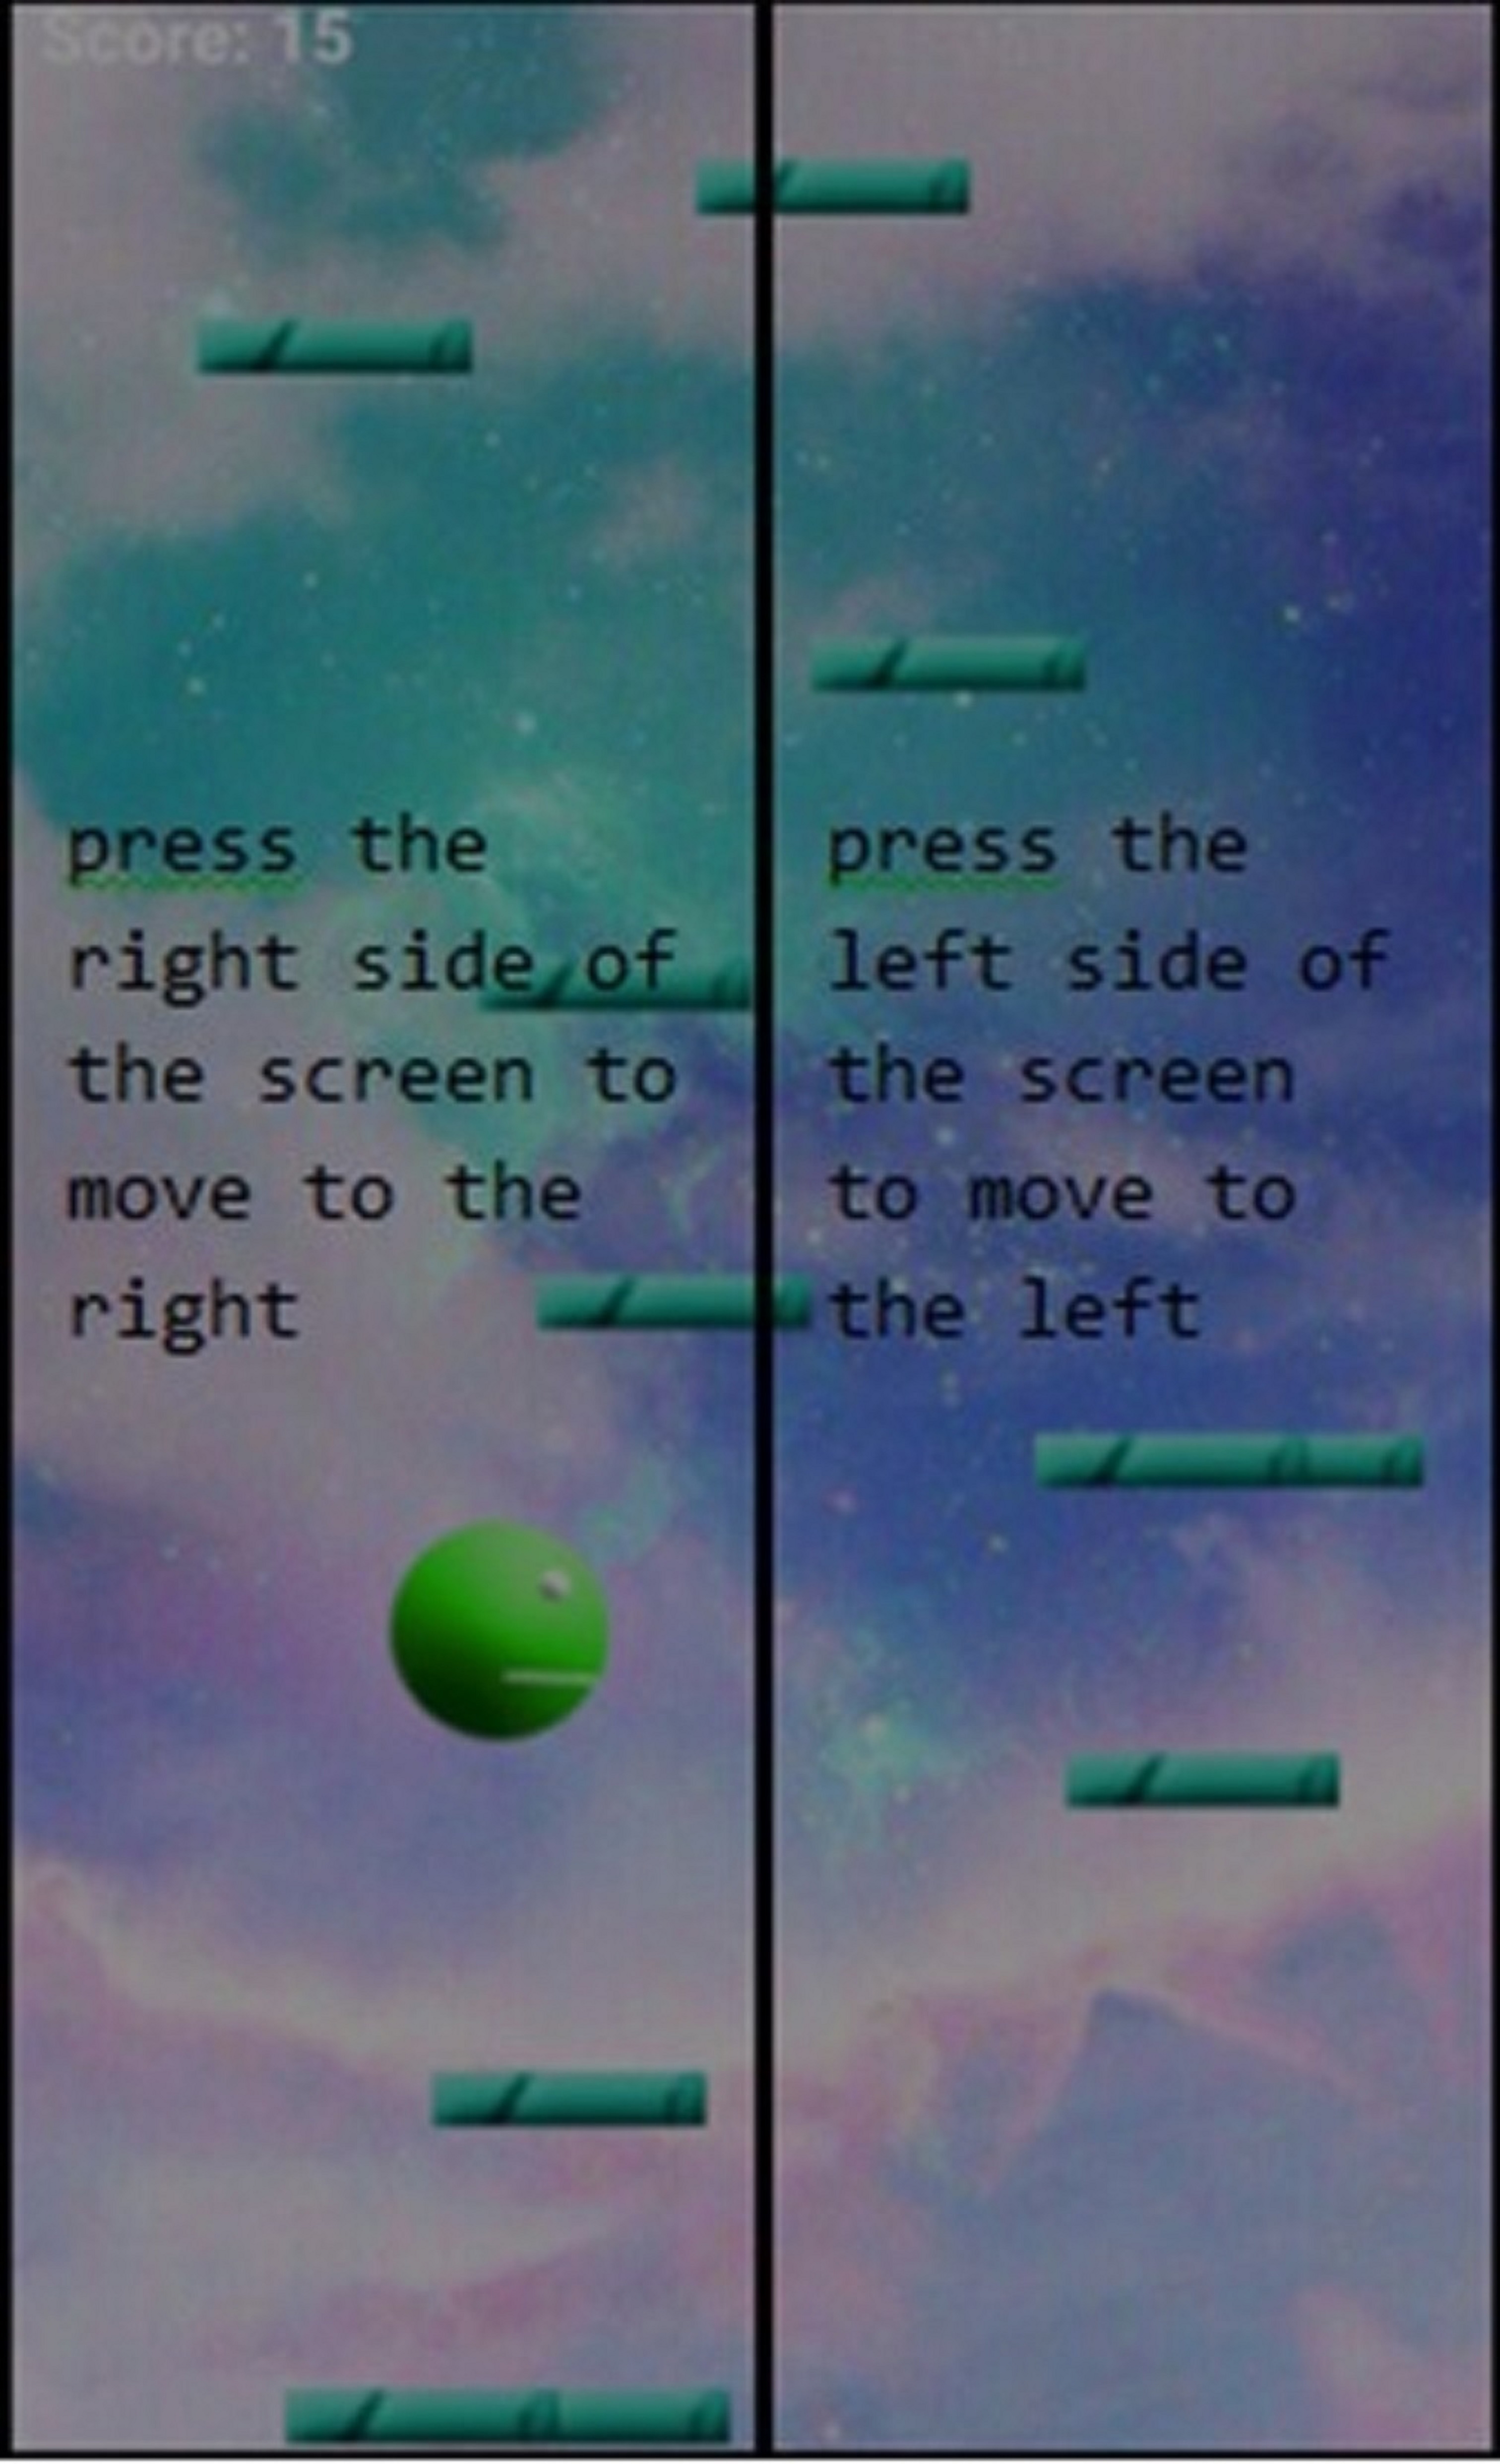 Score: 15
press the
right side of
the screen to
move to the
right
press the
left side of
the screen
to move to
the left